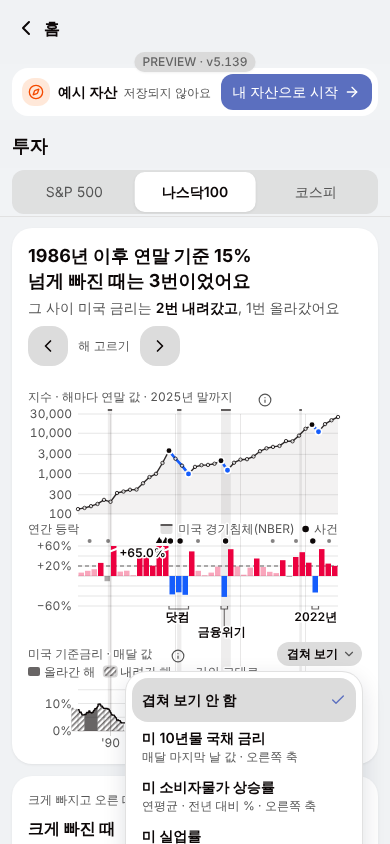 홈
PREVIEW · v5.139
예시 자산 저장되지 않아요 내 자산으로 시작 →
투자
S&P 500 나스닥100 코스피
1986년 이후 연말 기준 15%
넘게 빠진 때는 3번이었어요
그 사이 미국 금리는 2번 내려갔고, 1번 올라갔어요
해 고르기
지수 · 해마다 연말 값 · 2025년 말까지
30,000
10,000
3,000
1,000
300
100
연간 등락 미국 경기침체(NBER) 사건
+60%
+65.0%
+20%
−60%
닷컴 2022년
금융위기
미국 기준금리 · 매달 값 겹쳐 보기
올라간 해 내려간 해
10%
0%
'90
겹쳐 보기 안 함
미 10년물 국채 금리
매달 마지막 날 값 · 오른쪽 축
미 소비자물가 상승률
연평균 · 전년 대비 % · 오른쪽 축
미 실업률
크게 빠지고 오른
크게 빠진 때